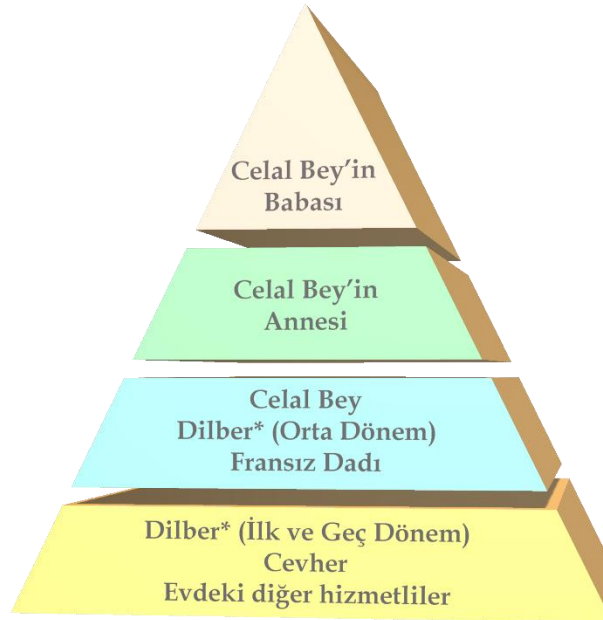 Celal Bey’in
Babası
Celal Bey’in
Annesi
Celal Bey
Dilber* (Orta Dönem)
Fransız Dadı
Dilber* (İlk ve Geç Dönem)
Cevher
Evdeki diğer hizmetliler